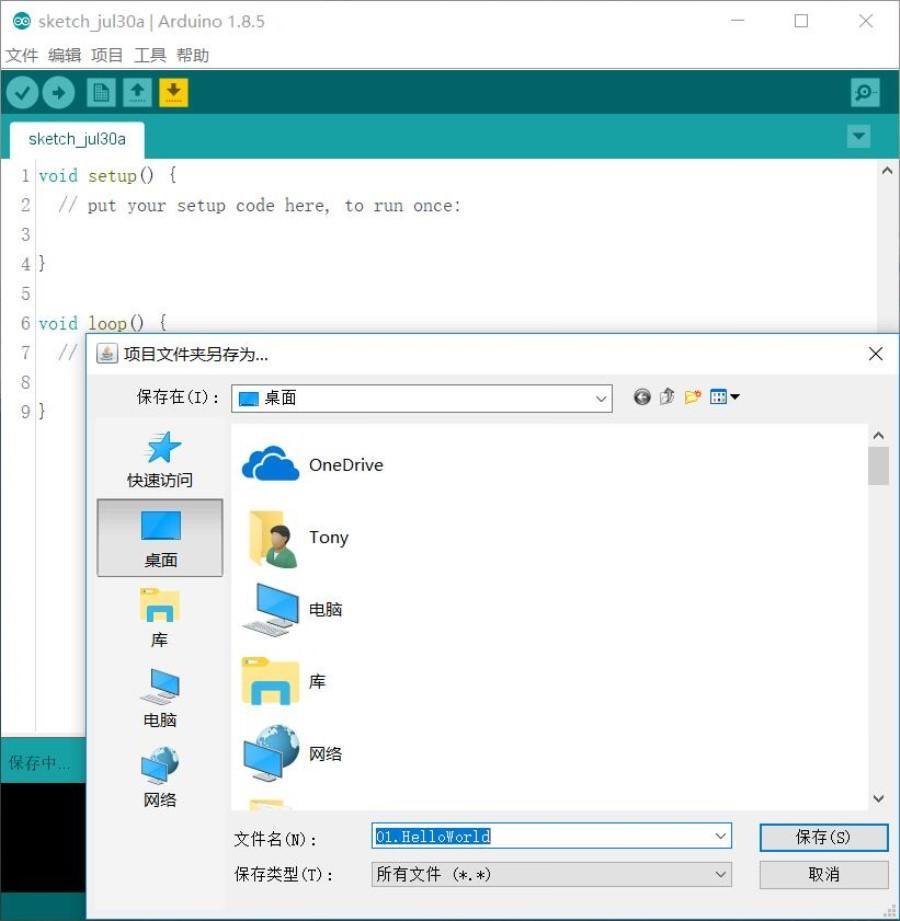 sketch_jul30a | Arduino 1.8.5
文件 编辑 项目 工具 帮助
sketch_jul30a
1 void setup() {
2 // put your setup code here, to run once:
3
4 }
5
6 void loop() {
7 //
8
9 }
项目文件夹另存为...
保存在(I):
桌面
快速访问
桌面
库
电脑
网络
OneDrive
Tony
电脑
库
网络
保存中...
文件名(N):
01.HelloWorld
保存(S)
保存类型(T):
所有文件 (*.*)
取消